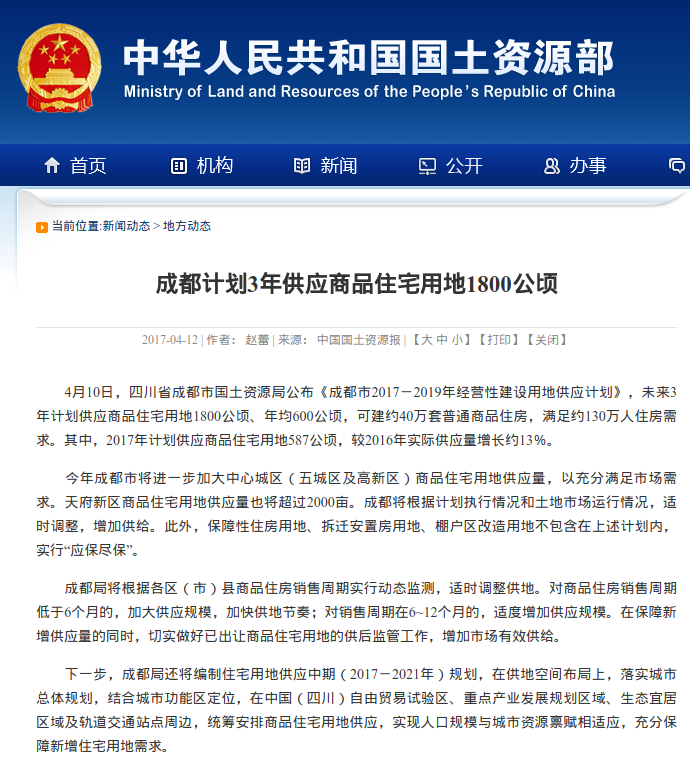 中华人民共和国国土资源部
Ministry of Land and Resources of the People's Republic of China
首页 机构 新闻 公开 办事
当前位置:新闻动态 > 地方动态
成都计划3年供应商品住宅用地1800公顷
2017-04-12 | 作者： 赵蕾 | 来源： 中国国土资源报 | 【大 中 小】【打印】【关闭】
4月10日，四川省成都市国土资源局公布《成都市2017－2019年经营性建设用地供应计划》，未来3
年计划供应商品住宅用地1800公顷、年均600公顷，可建约40万套普通商品住房，满足约130万人住房需
求。其中，2017年计划供应商品住宅用地587公顷，较2016年实际供应量增长约13％。
今年成都市将进一步加大中心城区（五城区及高新区）商品住宅用地供应量，以充分满足市场需
求。天府新区商品住宅用地供应量也将超过2000亩。成都将根据计划执行情况和土地市场运行情况，适
时调整，增加供给。此外，保障性住房用地、拆迁安置房用地、棚户区改造用地不包含在上述计划内，
实行“应保尽保”。
成都局将根据各区（市）县商品住房销售周期实行动态监测，适时调整供地。对商品住房销售周期
低于6个月的，加大供应规模，加快供地节奏；对销售周期在6~12个月的，适度增加供应规模。在保障新
增供应量的同时，切实做好已出让商品住宅用地的供后监管工作，增加市场有效供给。
下一步，成都局还将编制住宅用地供应中期（2017－2021年）规划，在供地空间布局上，落实城市
总体规划，结合城市功能区定位，在中国（四川）自由贸易试验区、重点产业发展规划区域、生态宜居
区域及轨道交通站点周边，统筹安排商品住宅用地供应，实现人口规模与城市资源禀赋相适应，充分保
障新增住宅用地需求。